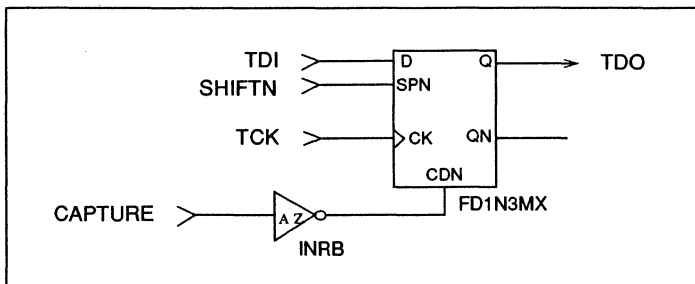 TDI D Q TDO
SHIFTN SPN
TCK CK QN
CDN
FD1N3MX
CAPTURE A Z
INRB